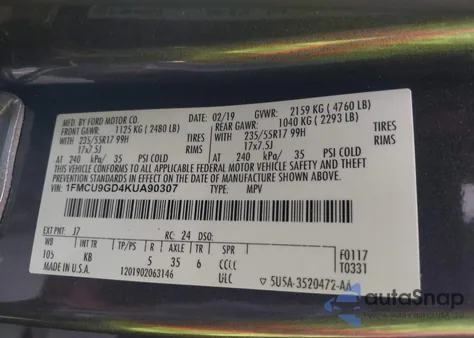 MFD. BY FORD MOTOR CO.
02/19 GVWR: 2159 KG (4760 LB)
FRONT GAWR: 1125 KG (2480 LB) REAR GAWR: 1040 KG (2293 LB)
WITH 235/55R17 99H TIRES WITH 235/55R17 99H TIRES
17x7.5J RIMS 17x7.5J RIMS
AT 240 kPa/ 35 PSI COLD AT 240 kPa/ 35 PSI COLD
THIS VEHICLE CONFORMS TO ALL APPLICABLE FEDERAL MOTOR VEHICLE SAFETY AND THEFT
PREVENTION STANDARDS IN EFFECT ON THE DATE OF MANUFACTURE SHOWN ABOVE.
VIN: 1FMCU9GD4KUA90307 TYPE: MPV
EXT PNT: J7 RC: 24 DSO:
WB INT TR TP/PS R AXLE TR SPR
105 KB 5 35 6
F0117
T0331
MADE IN U.S.A. 1201902063146
5U5A-3520472-AA
autoSnap